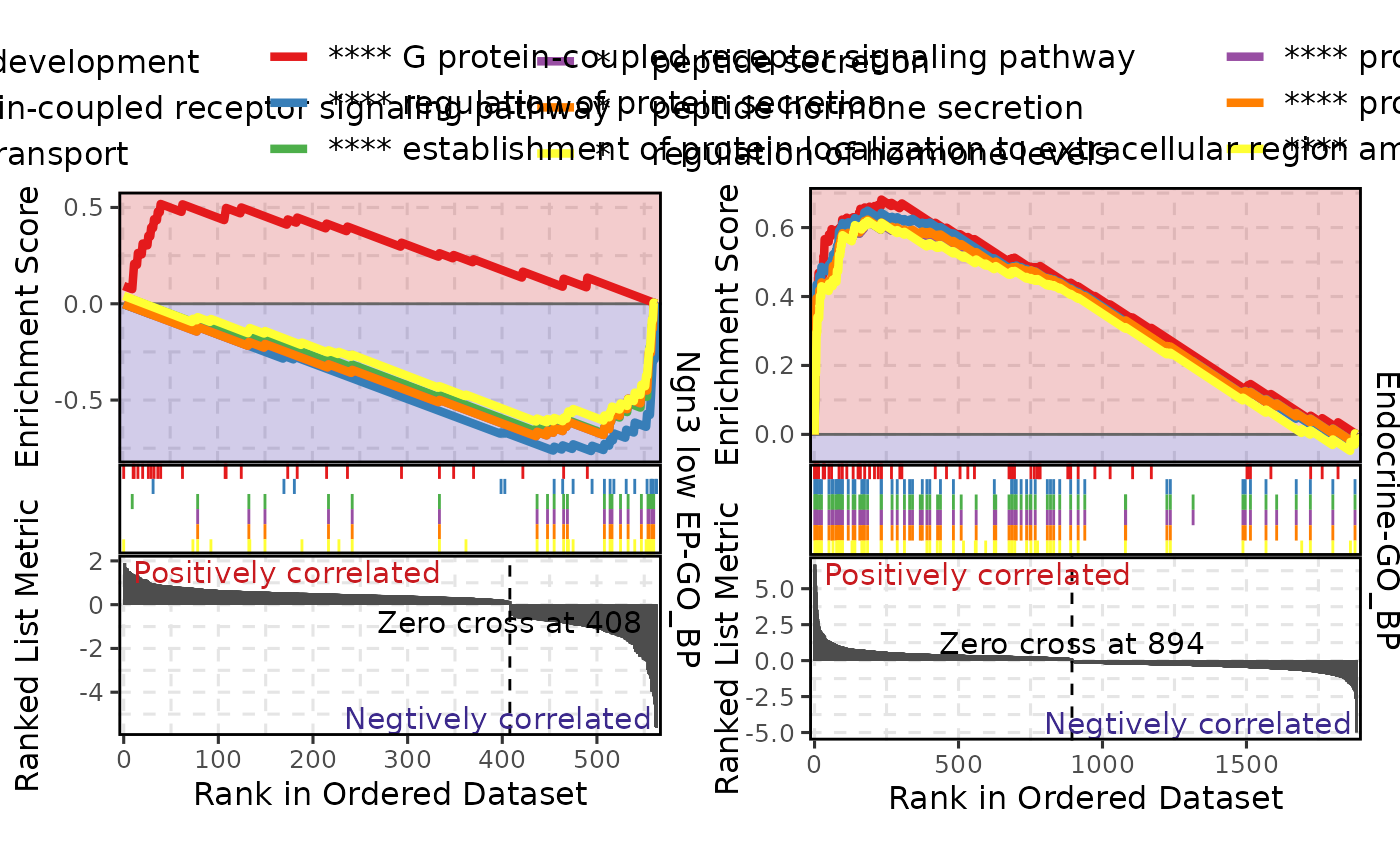 development
**** G protein-coupled receptor signaling pathway
* peptide secretion
**** pro
in-coupled receptor signaling pathway
**** regulation of protein secretion
* peptide hormone secretion
**** pro
ransport
**** establishment of protein localization to extracellular region
* regulation of hormone levels
**** am
Enrichment Score
0.5
0.0
-0.5
Ranked List Metric
2
0
-2
-4
Positively correlated
Zero cross at 408
Negtively correlated
0 100 200 300 400 500
Rank in Ordered Dataset
Ngn3 low EP-GO_BP
Enrichment Score
0.6
0.4
0.2
0.0
Ranked List Metric
5.0
2.5
0.0
-2.5
-5.0
Positively correlated
Zero cross at 894
Negtively correlated
0 500 1000 1500
Rank in Ordered Dataset
Endocrine-GO_BP